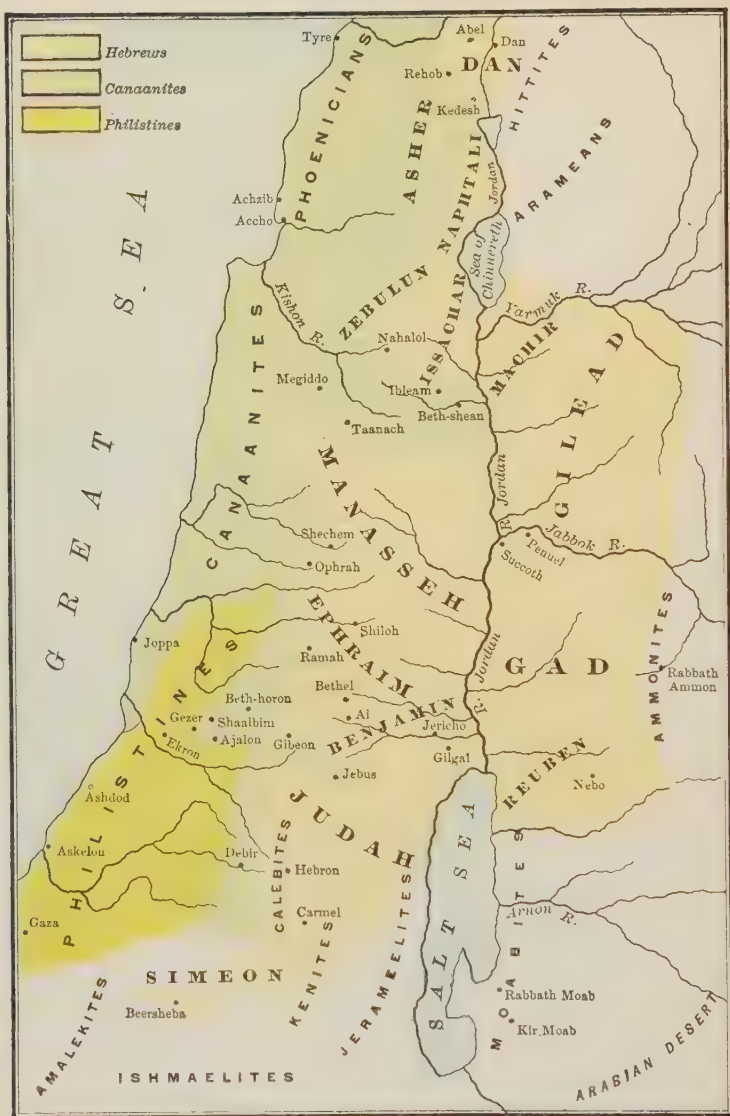 Hebrews
Canaanites
Philistines
Tyre
Abel
Dan
DAN
Rehob
Kedesh
HITTITES
PHOENICIANS
ASHER
NAPHTALI
Jordan
ARAMEANS
Achzib
Accho
Sea of
Chinnereth
GREAT SEA
Kishon R.
ZEBULUN
ISSACHAR
Yarmuk R.
MACHIR
GILEAD
Nahalol
Megiddo
Ibleam
Beth-shean
Taanach
CANAANITES
MANASSEH
R. Jordan
Jabbok R.
Shechem
Penuel
Succoth
Ophrah
EPHRAIM
Shiloh
Joppa
Ramah
GAD
AMMONITES
Rabbath
Ammon
Beth-horon
Bethel
R. Jordan
Gezer
Shaalbim
Ai
BENJAMIN
Jericho
Ekron
Ajalon
Gibeon
Gilgal
REUBEN
Nebo
Jebus
PHILISTINES
Ashdod
JUDAH
Askelon
Debir
CALEBITES
Hebron
SALT SEA
MOABITES
Arnon R.
Gaza
Carmel
JERAHMEELITES
SIMEON
KENITES
Beersheba
Rabbath Moab
Kir. Moab
AMALEKITES
ISHMAELITES
ARABIAN DESERT